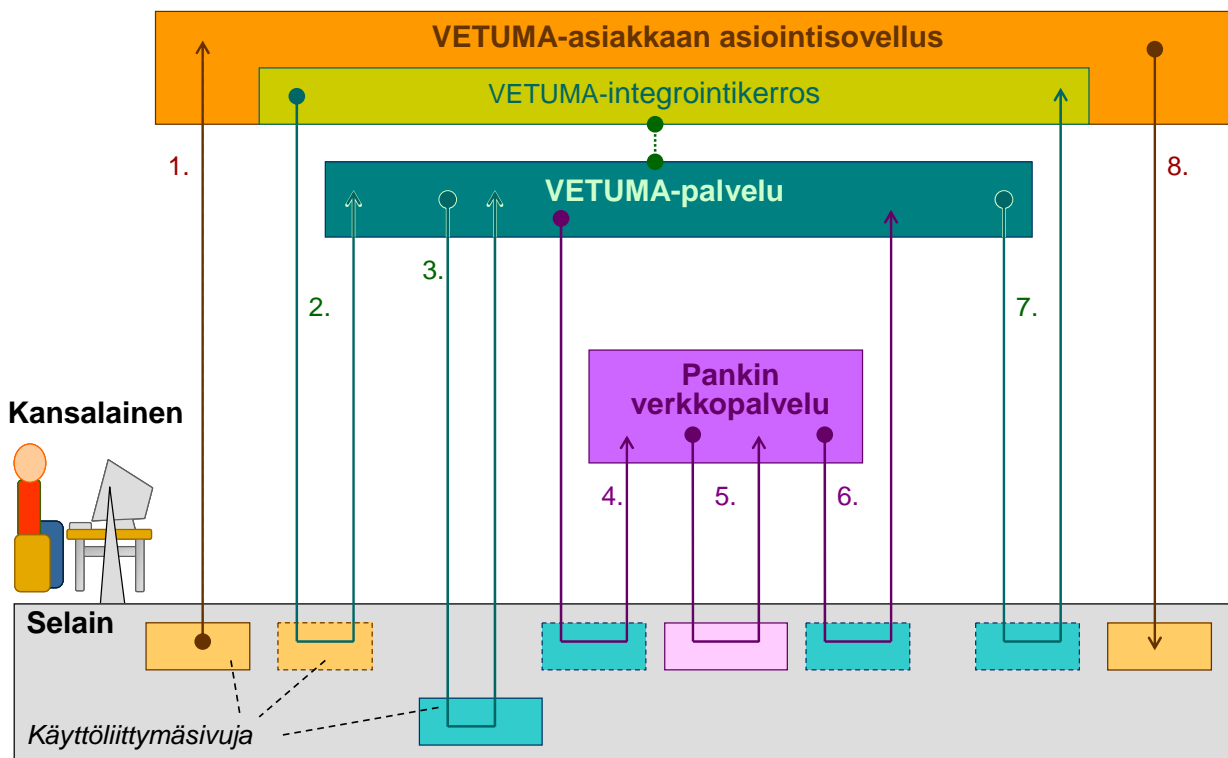 VETUMA-asiakkaan asiointisovellus
VETUMA-integrointikerros
1.
8.
VETUMA-palvelu
3.
2.
7.
Pankin
verkkopalvelu
Kansalainen
4.
5.
6.
Selain
Käyttöliittymäsivuja